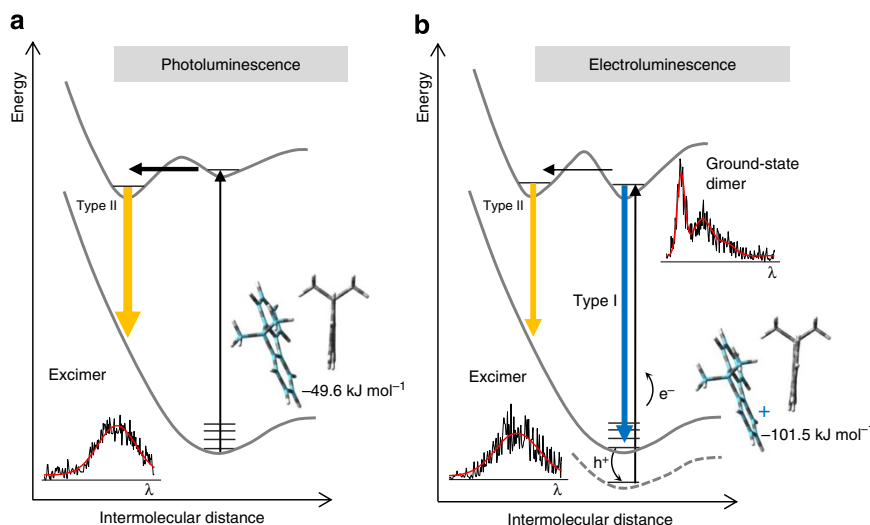 a
Photoluminescence
Energy
Type II
Excimer
−49.6 kJ mol−1
λ
Intermolecular distance
b
Electroluminescence
Energy
Ground-state
dimer
λ
Type II
Type I
Excimer
e−
+
−101.5 kJ mol−1
h+
λ
Intermolecular distance